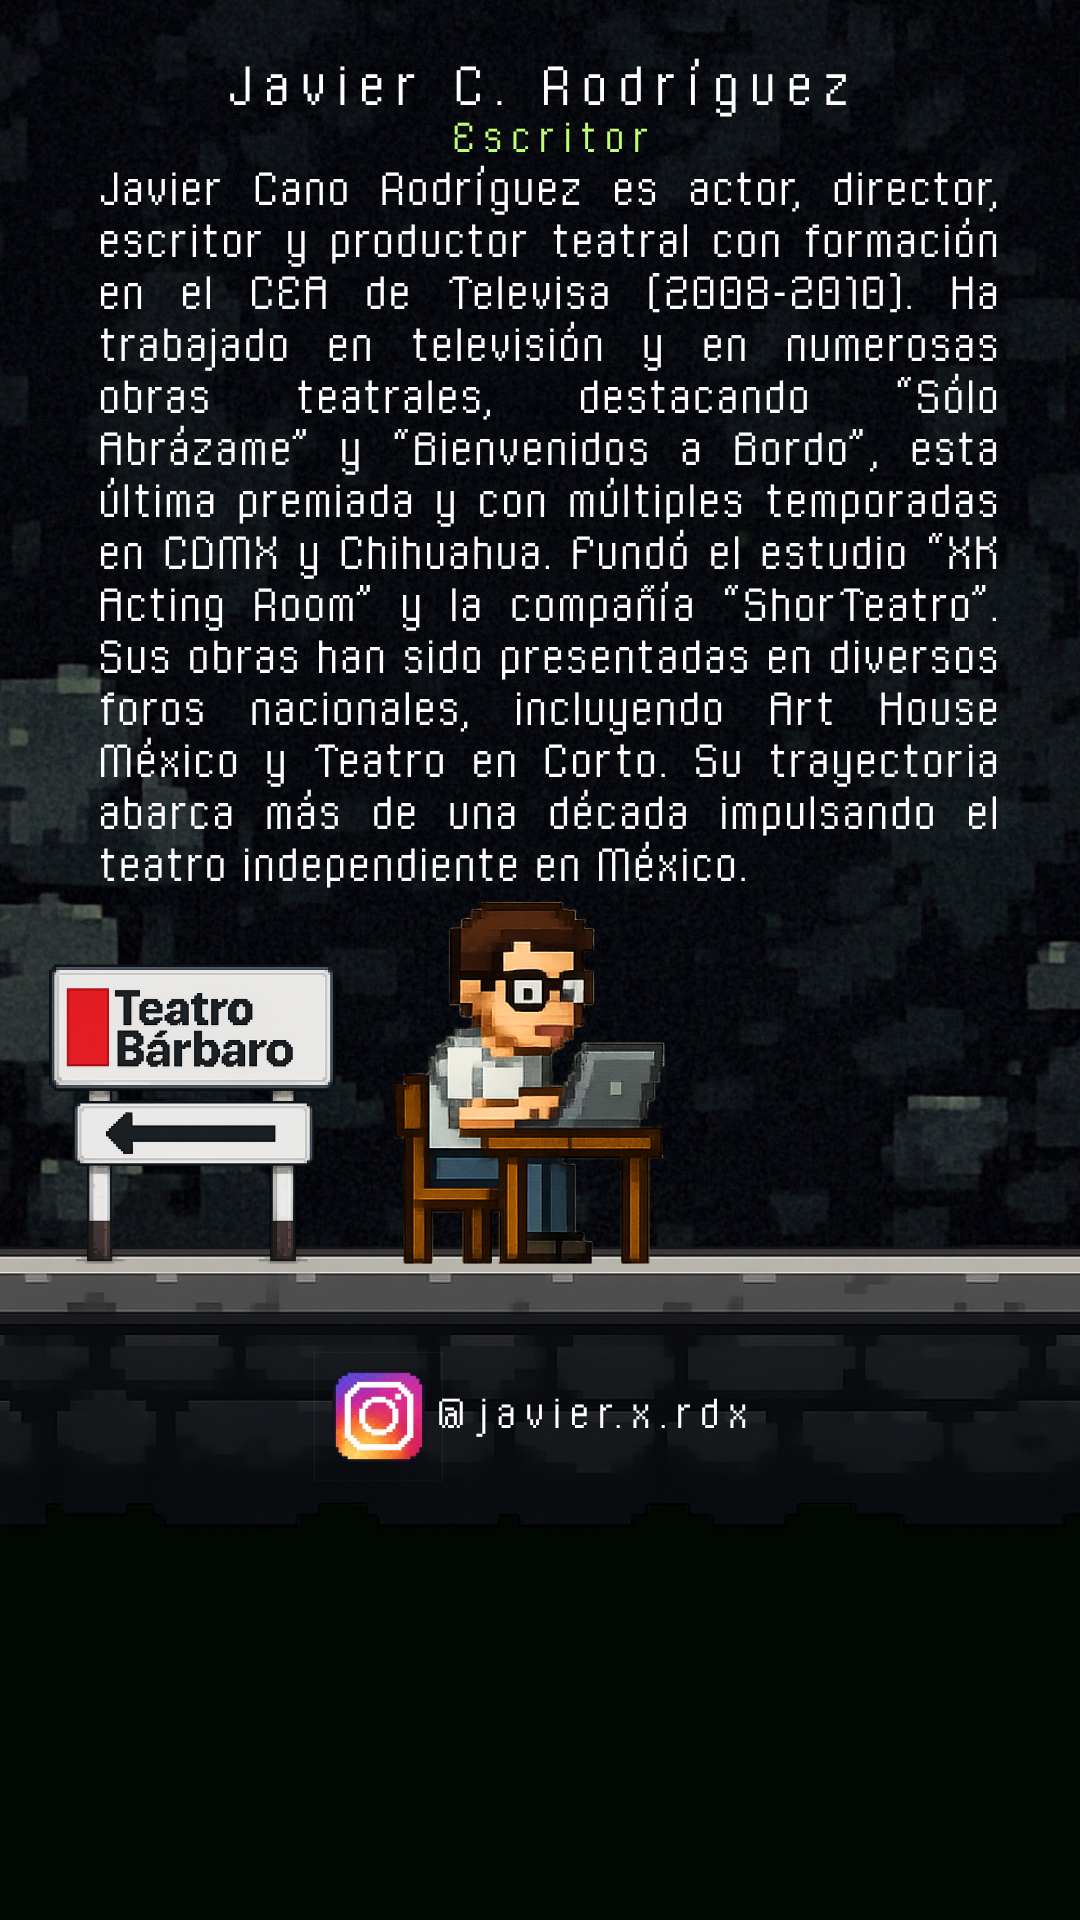 Javier C. Rodríguez
Escritor
Javier Cano Rodríguez es actor, director,
escritor y productor teatral con formación
en el CEA de Televisa (2008-2010). Ha
trabajado en televisión y en numerosas
obras teatrales, destacando “Sólo
Abrázame” y “Bienvenidos a Bordo”, esta
última premiada y con múltiples temporadas
en CDMX y Chihuahua. Fundó el estudio “XK
Acting Room” y la compañía “ShorTeatro”.
Sus obras han sido presentadas en diversos
foros nacionales, incluyendo Art House
México y Teatro en Corto. Su trayectoria
abarca más de una década impulsando el
teatro independiente en México.
Teatro
Bárbaro
@javier.x.rdx